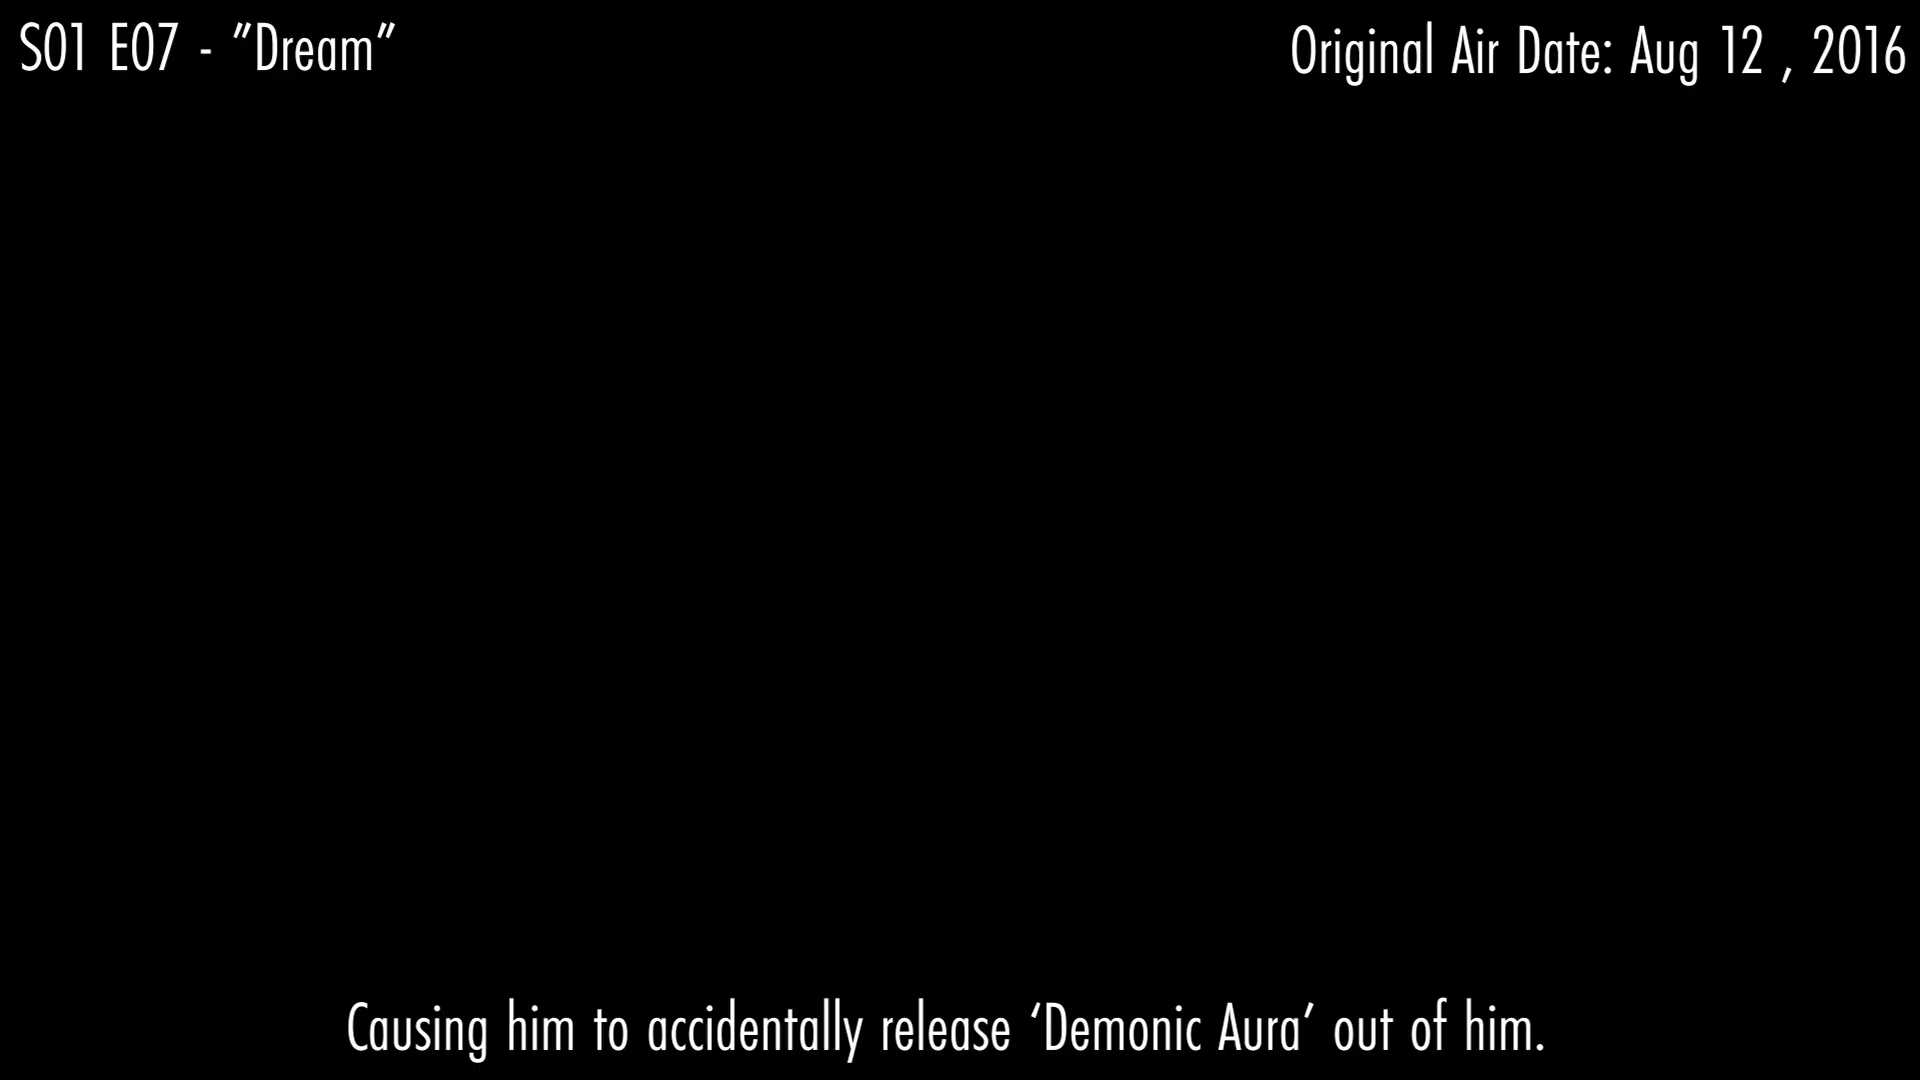 S01 E07 - "Dream"
Original Air Date: Aug 12 , 2016
Causing him to accidentally release ‘Demonic Aura’ out of him.